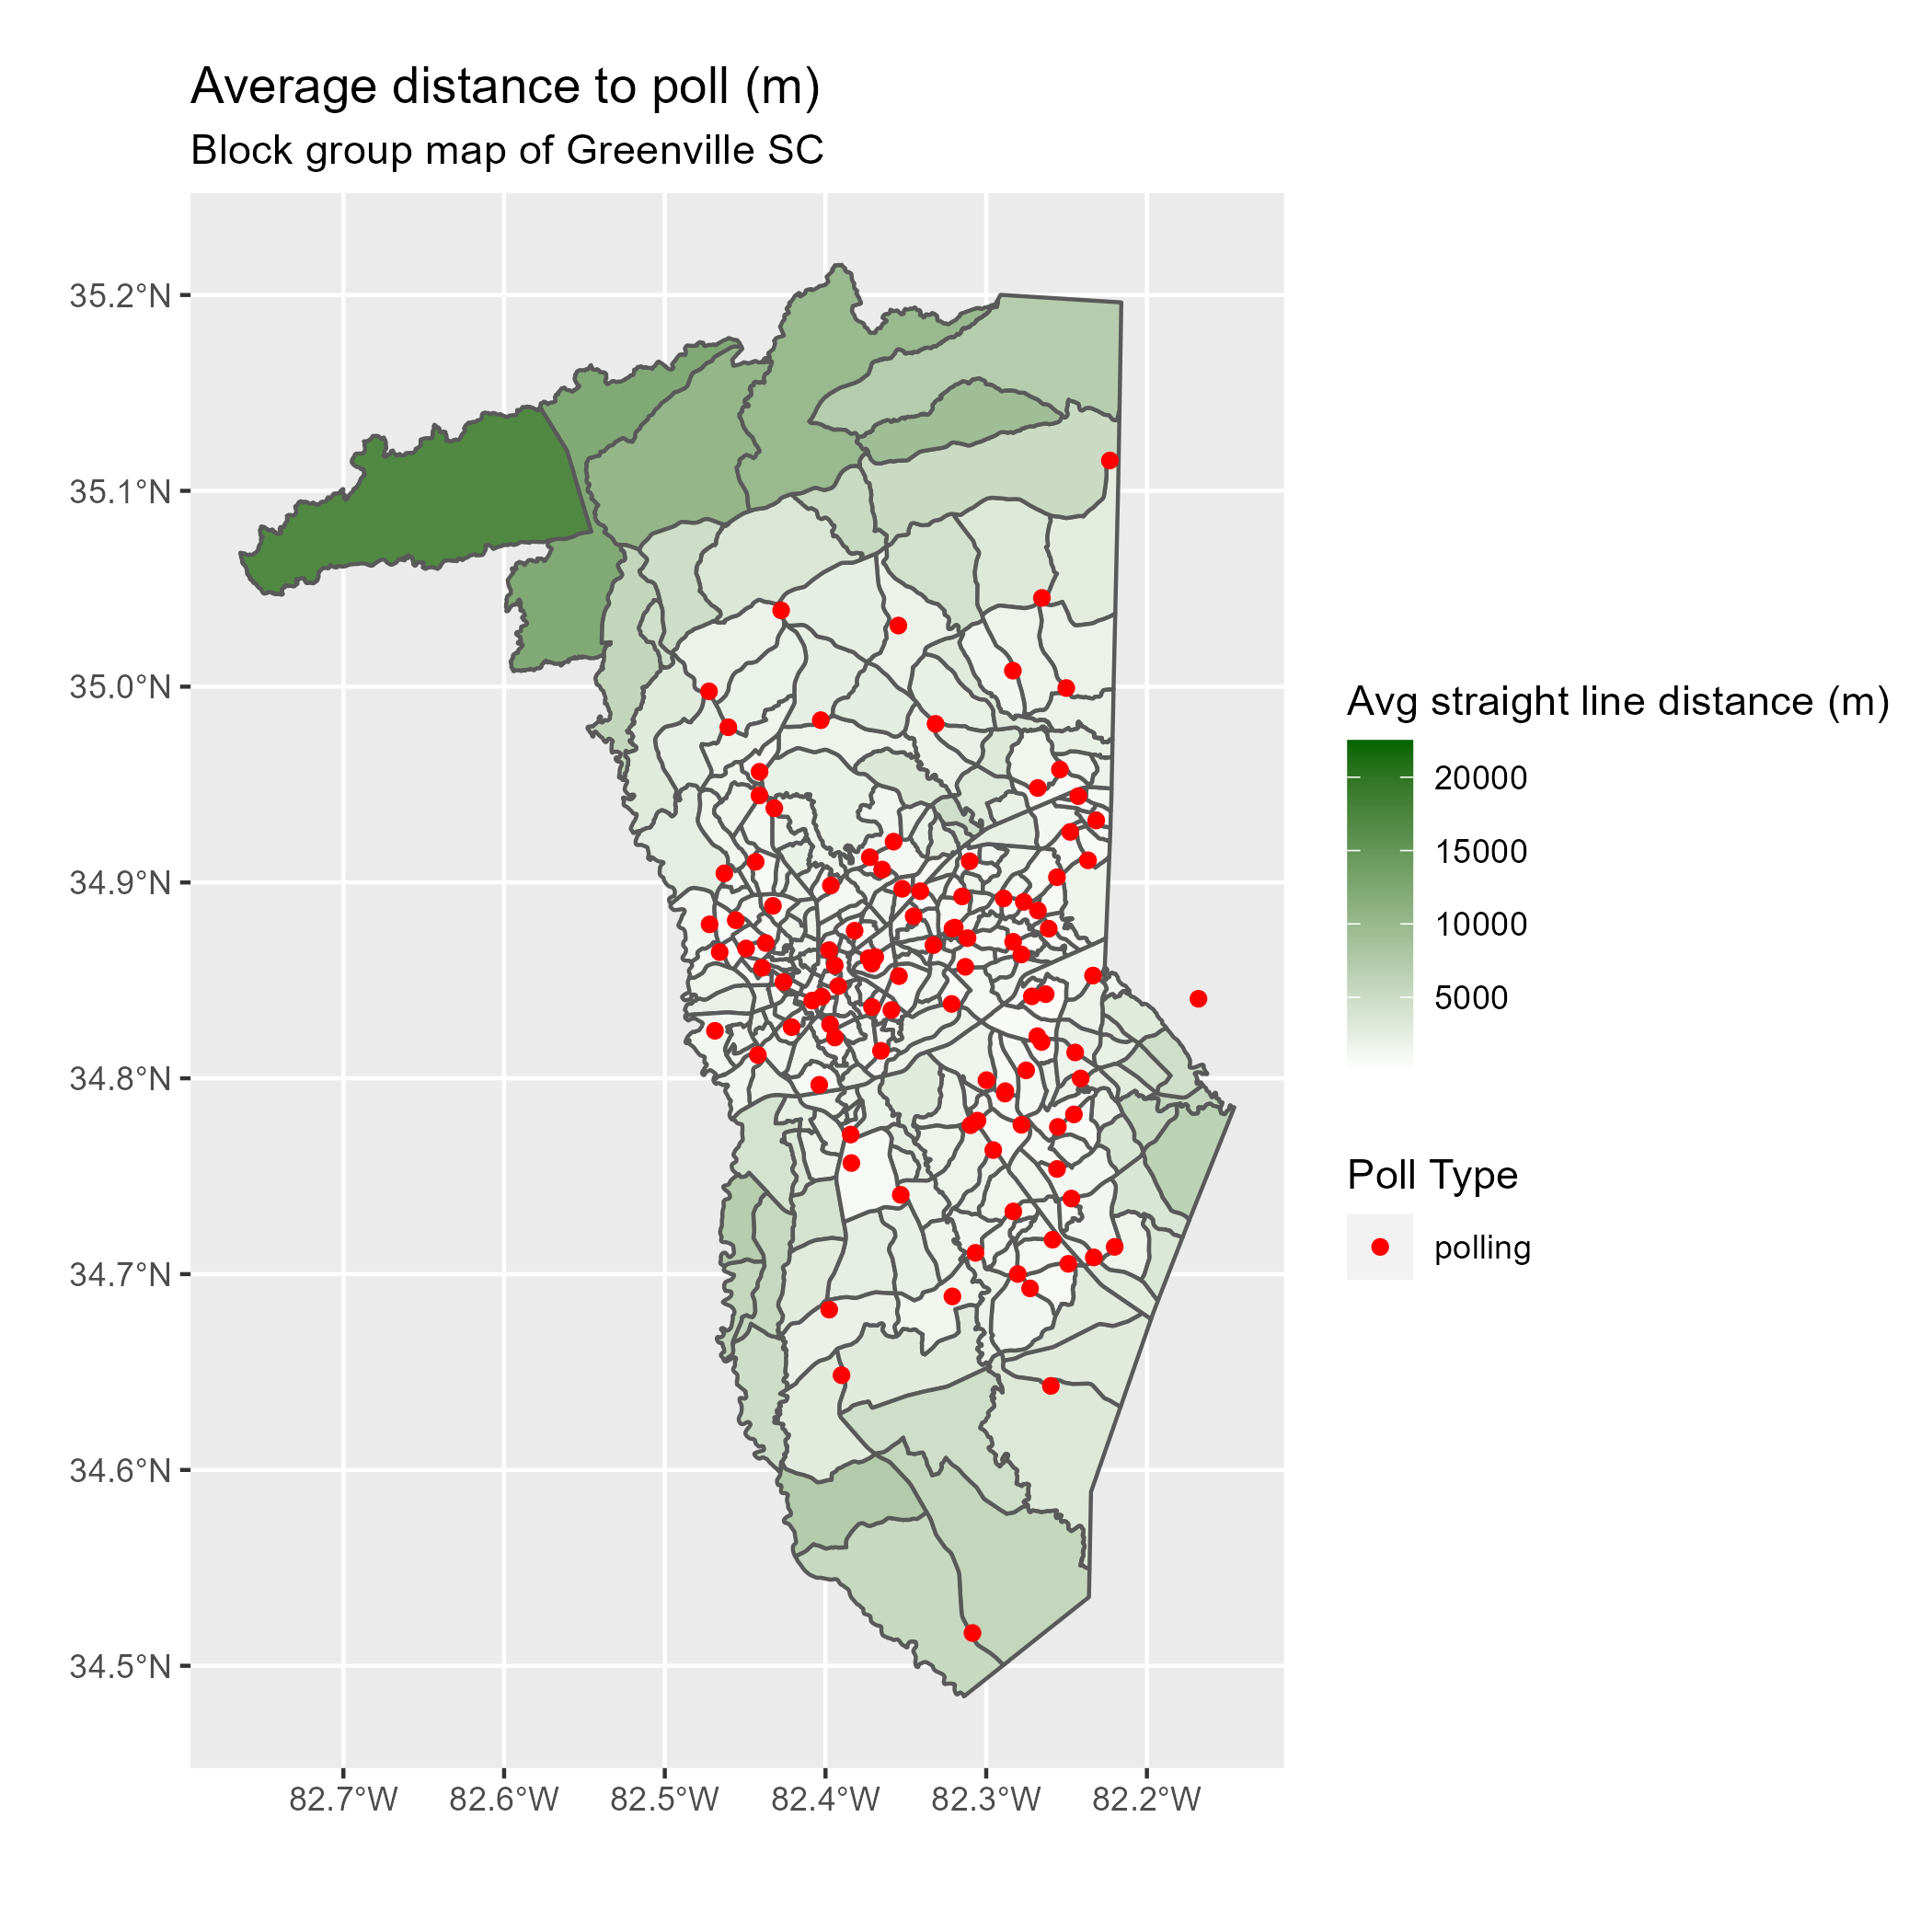 Average distance to poll (m)
Block group map of Greenville SC
35.2°N
35.1°N
35.0°N
34.9°N
34.8°N
34.7°N
34.6°N
34.5°N
82.7°W
82.6°W
82.5°W
82.4°W
82.3°W
82.2°W
Avg straight line distance (m)
20000
15000
10000
5000
Poll Type
polling